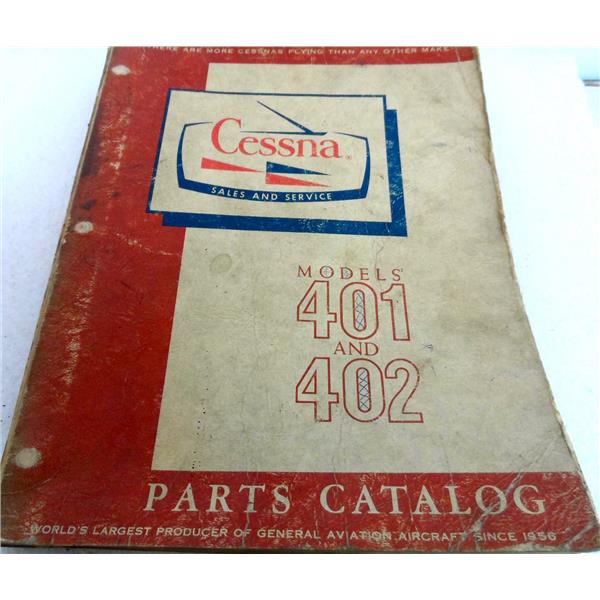 THERE ARE MORE CESSNAS FLYING THAN ANY OTHER MAKE
Cessna®
SALES AND SERVICE
MODELS
401
AND
402
PARTS CATALOG
WORLD'S LARGEST PRODUCER OF GENERAL AVIATION AIRCRAFT SINCE 1956